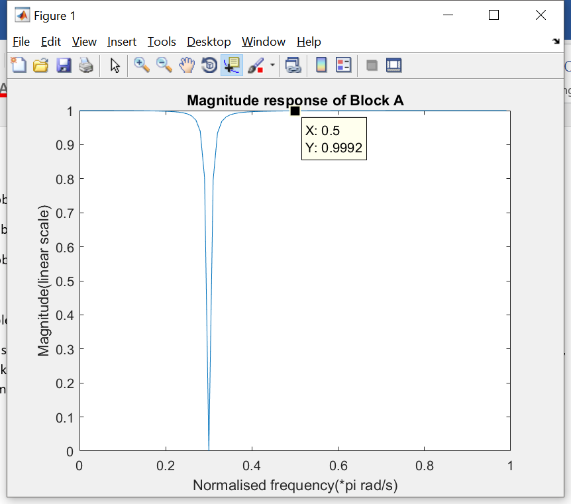 Figure 1
File Edit View Insert Tools Desktop Window Help
Magnitude response of Block A
X: 0.5
Y: 0.9992
1
0.9
0.8
0.7
0.6
0.5
0.4
0.3
0.2
0.1
0
Magnitude(linear scale)
0 0.2 0.4 0.6 0.8 1
Normalised frequency(*pi rad/s)